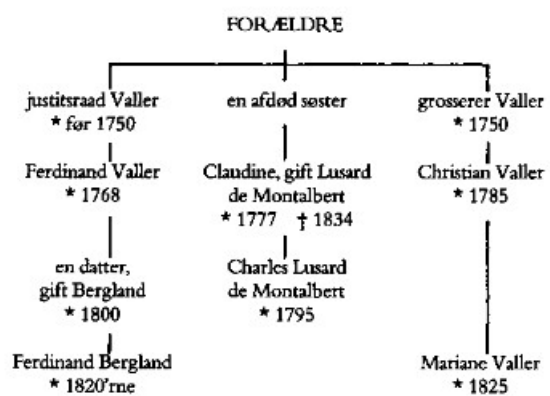 FORÆLDRE
justitsraad Valler
* før 1750
en afdød søster
grosserer Valler
* 1750
Ferdinand Valler
* 1768
Claudine, gift Lusard
de Montalbert
* 1777 † 1834
Christian Valler
* 1785
en datter,
gift Bergland
* 1800
Charles Lusard
de Montalbert
* 1795
Ferdinand Bergland
* 1820'rne
Mariane Valler
* 1825